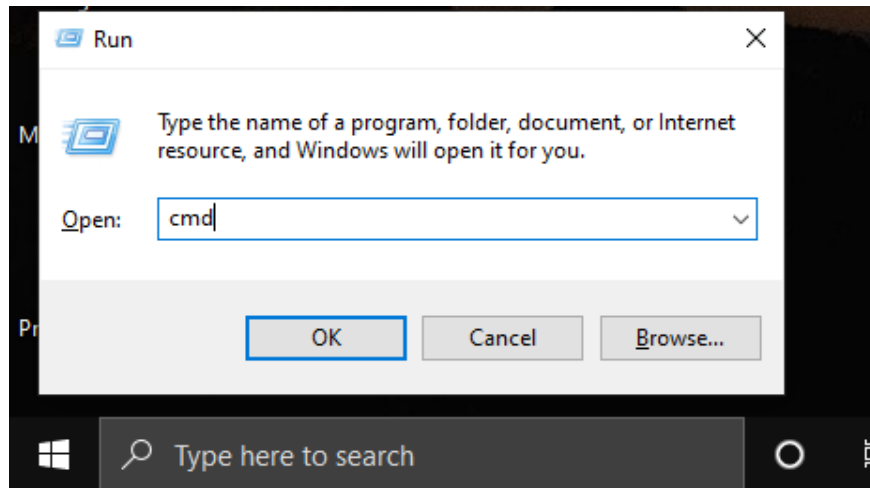 Run
Type the name of a program, folder, document, or Internet
resource, and Windows will open it for you.
Open: cmd
OK Cancel Browse...
Type here to search